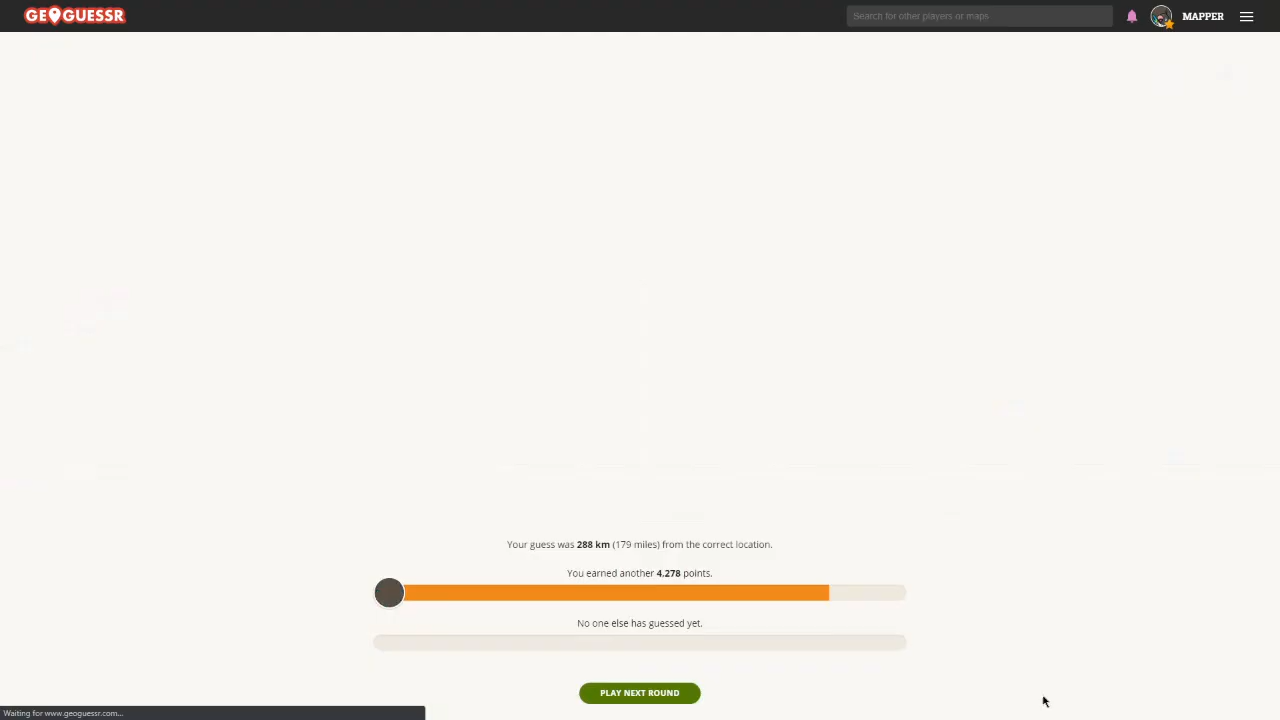 GEOGUESSR
Search for other players or maps
MAPPER
Your guess was 288 km (179 miles) from the correct location.
You earned another 4,278 points.
No one else has guessed yet.
PLAY NEXT ROUND
Waiting for www.geoguessr.com...